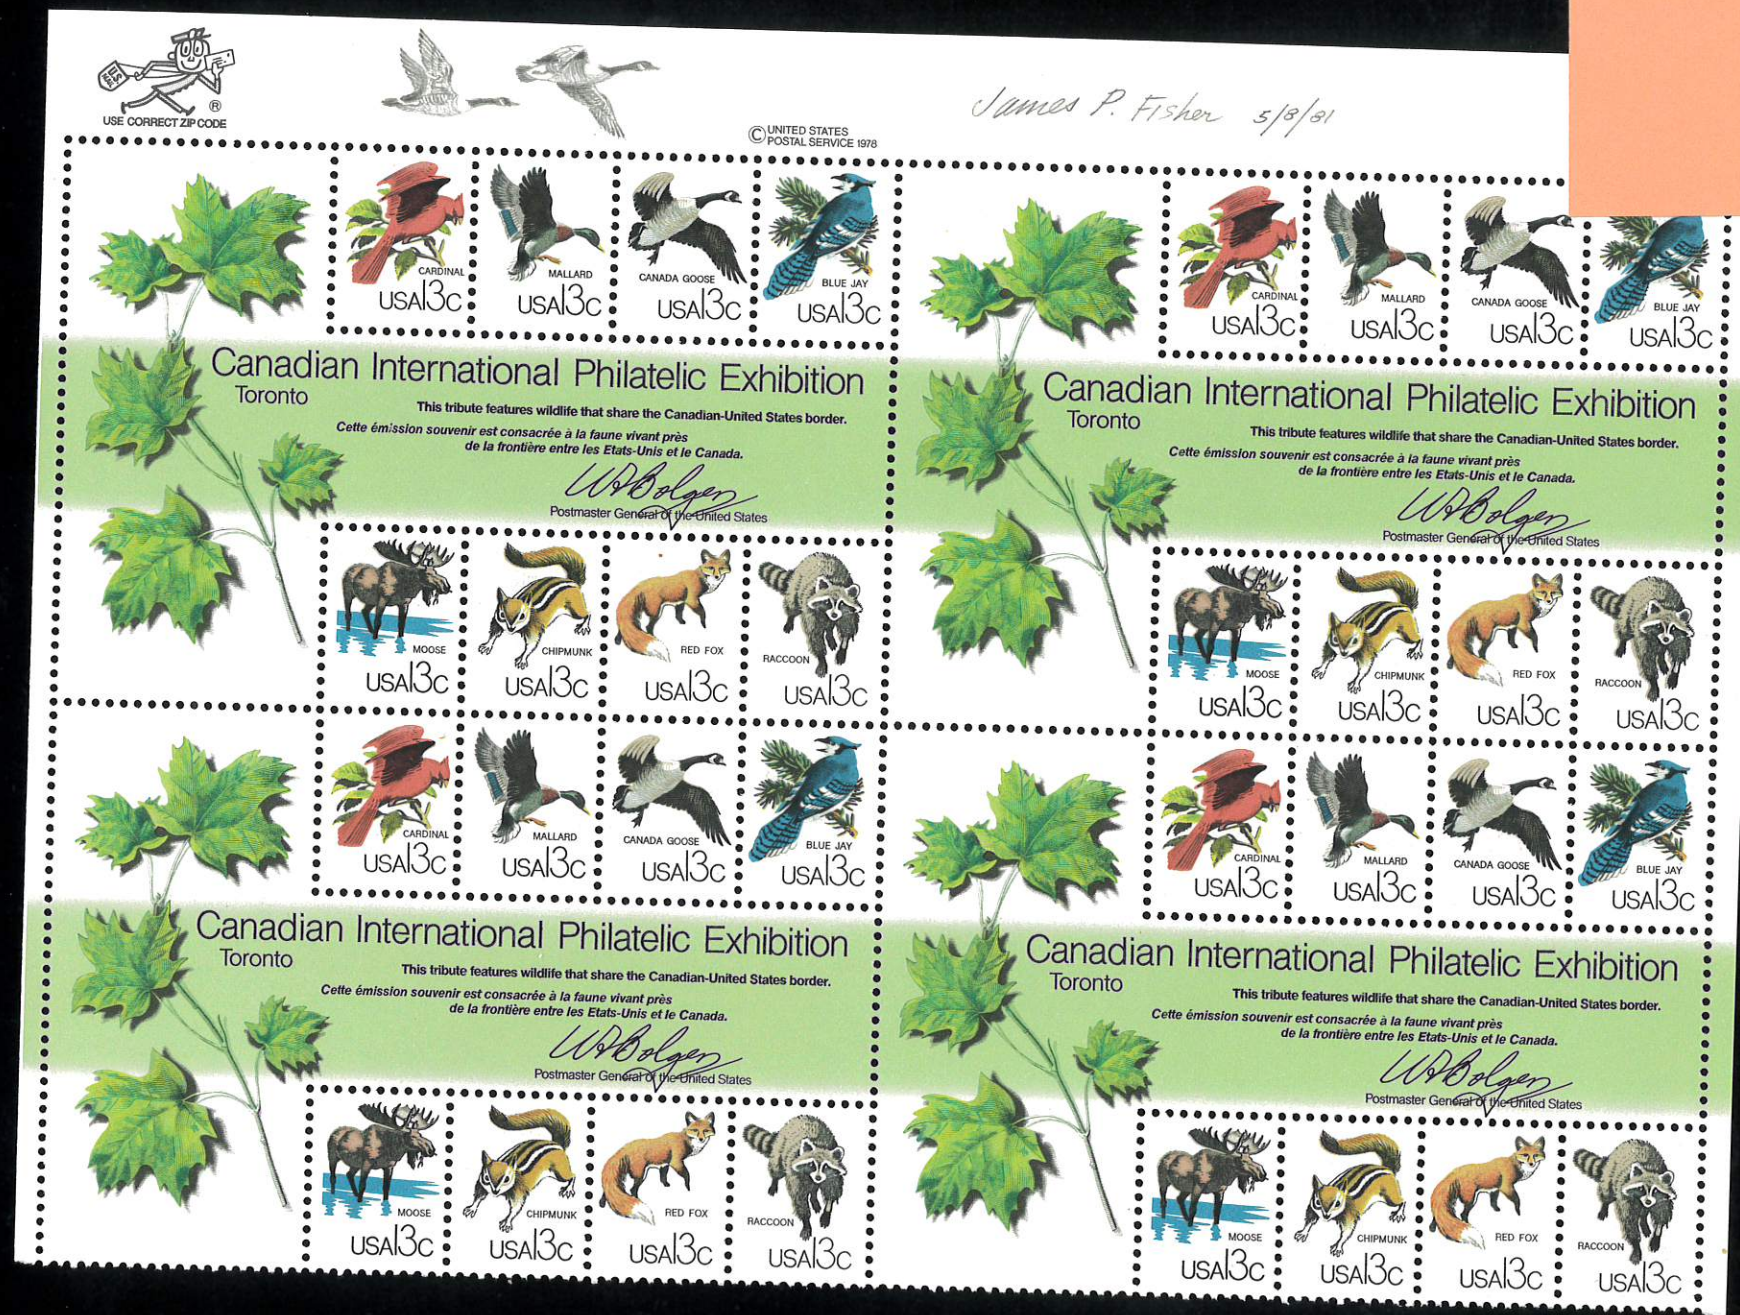 U.S. MAIL
USE CORRECT ZIP CODE
®
© UNITED STATES
POSTAL SERVICE 1978
James P. Fisher 5/8/81
CARDINAL
USA13c
MALLARD
USA13c
CANADA GOOSE
USA13c
BLUE JAY
USA13c
Canadian International Philatelic Exhibition
Toronto
This tribute features wildlife that share the Canadian-United States border.
Cette émission souvenir est consacrée à la faune vivant près
de la frontière entre les Etats-Unis et le Canada.
WFBolger
Postmaster General of the United States
MOOSE
USA13c
CHIPMUNK
USA13c
RED FOX
USA13c
RACCOON
USA13c
CARDINAL
USA13c
MALLARD
USA13c
CANADA GOOSE
USA13c
BLUE JAY
USA13c
Canadian International Philatelic Exhibition
Toronto
This tribute features wildlife that share the Canadian-United States border.
Cette émission souvenir est consacrée à la faune vivant près
de la frontière entre les Etats-Unis et le Canada.
WFBolger
Postmaster General of the United States
MOOSE
USA13c
CHIPMUNK
USA13c
RED FOX
USA13c
RACCOON
USA13c
CARDINAL
USA13c
MALLARD
USA13c
CANADA GOOSE
USA13c
BLUE JAY
USA13c
Canadian International Philatelic Exhibition
Toronto
This tribute features wildlife that share the Canadian-United States border.
Cette émission souvenir est consacrée à la faune vivant près
de la frontière entre les Etats-Unis et le Canada.
WFBolger
Postmaster General of the United States
MOOSE
USA13c
CHIPMUNK
USA13c
RED FOX
USA13c
RACCOON
USA13c
CARDINAL
USA13c
MALLARD
USA13c
CANADA GOOSE
USA13c
BLUE JAY
USA13c
Canadian International Philatelic Exhibition
Toronto
This tribute features wildlife that share the Canadian-United States border.
Cette émission souvenir est consacrée à la faune vivant près
de la frontière entre les Etats-Unis et le Canada.
WFBolger
Postmaster General of the United States
MOOSE
USA13c
CHIPMUNK
USA13c
RED FOX
USA13c
RACCOON
USA13c